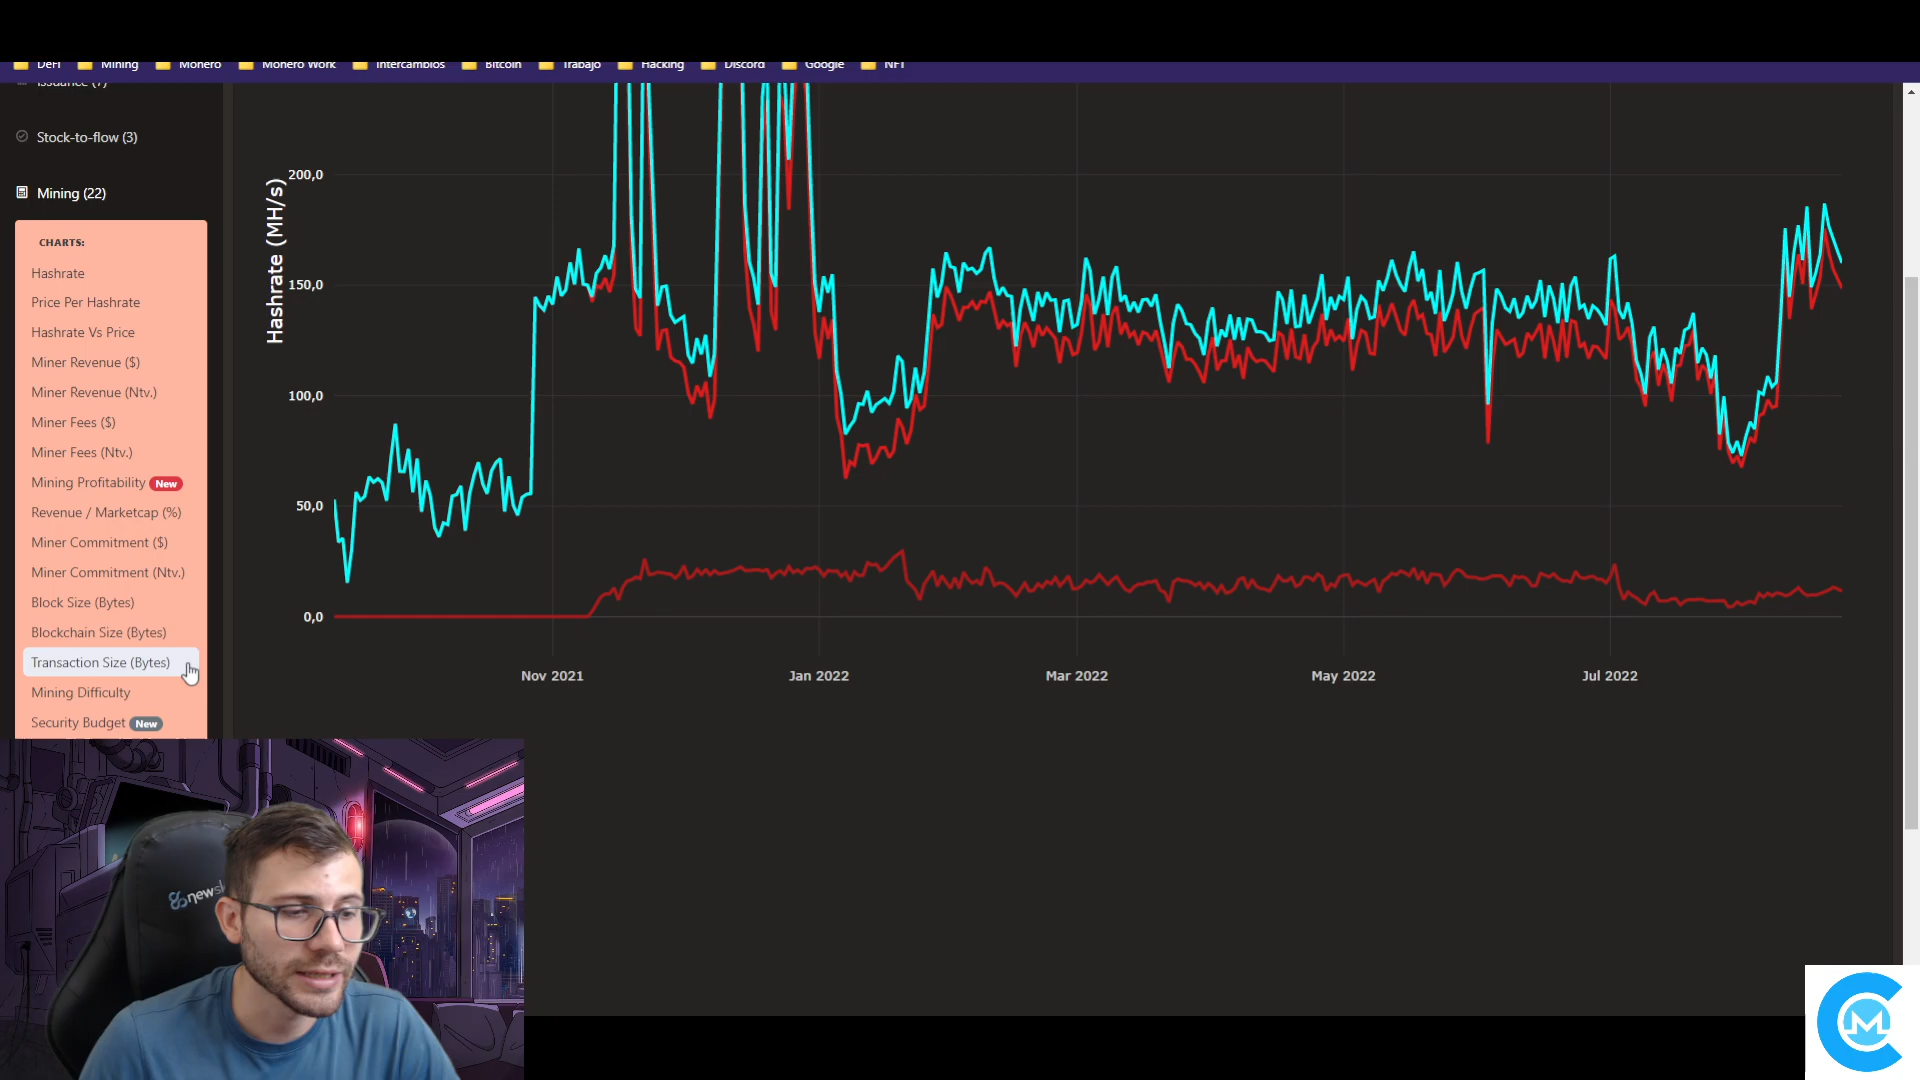 DeFi Mining Monero Monero Work Intercambios Bitcoin Trabajo Hacking Discord Google NFT
Issuance (7)
Stock-to-flow (3)
Mining (22)
CHARTS:
Hashrate
Price Per Hashrate
Hashrate Vs Price
Miner Revenue ($)
Miner Revenue (Ntv.)
Miner Fees ($)
Miner Fees (Ntv.)
Mining Profitability New
Revenue / Marketcap (%)
Miner Commitment ($)
Miner Commitment (Ntv.)
Block Size (Bytes)
Blockchain Size (Bytes)
Transaction Size (Bytes)
Mining Difficulty
Security Budget New
Hashrate (MH/s)
200,0
150,0
100,0
50,0
0,0
Nov 2021 Jan 2022 Mar 2022 May 2022 Jul 2022
M